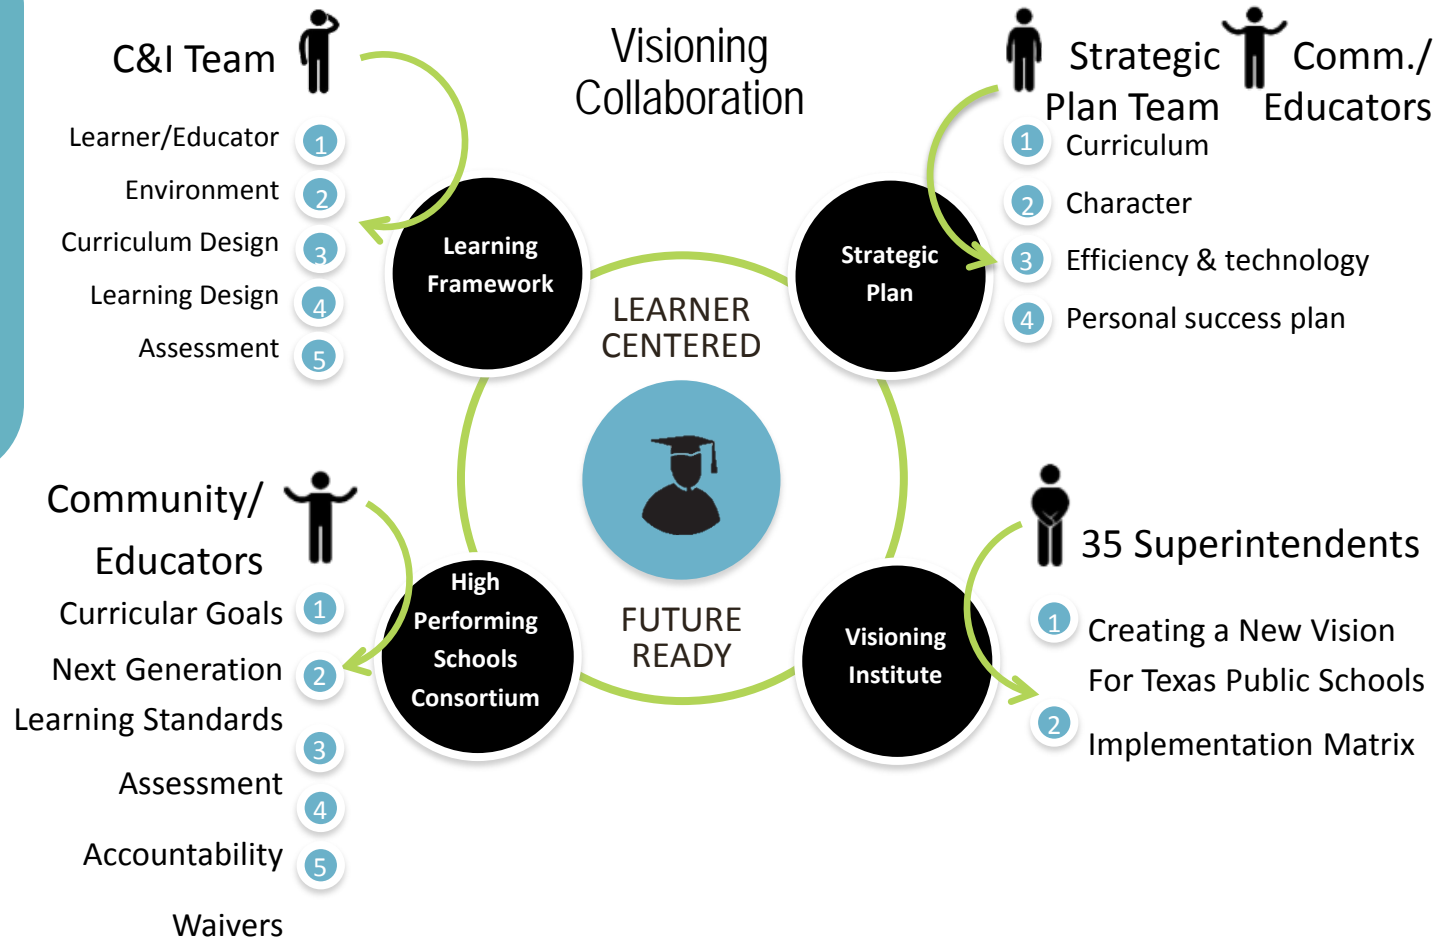 Visioning
Collaboration
C&I Team
Learner/Educator
1
Environment
2
Curriculum Design
3
Learning Design
4
Assessment
5
Learning
Framework
Strategic
Plan Team
Comm./
Educators
1
Curriculum
2
Character
3
Efficiency & technology
4
Personal success plan
Strategic
Plan
LEARNER
CENTERED
FUTURE
READY
Community/
Educators
Curricular Goals
1
Next Generation
2
Learning Standards
3
Assessment
4
Accountability
5
Waivers
High
Performing
Schools
Consortium
Visioning
Institute
35 Superintendents
1
Creating a New Vision
For Texas Public Schools
2
Implementation Matrix